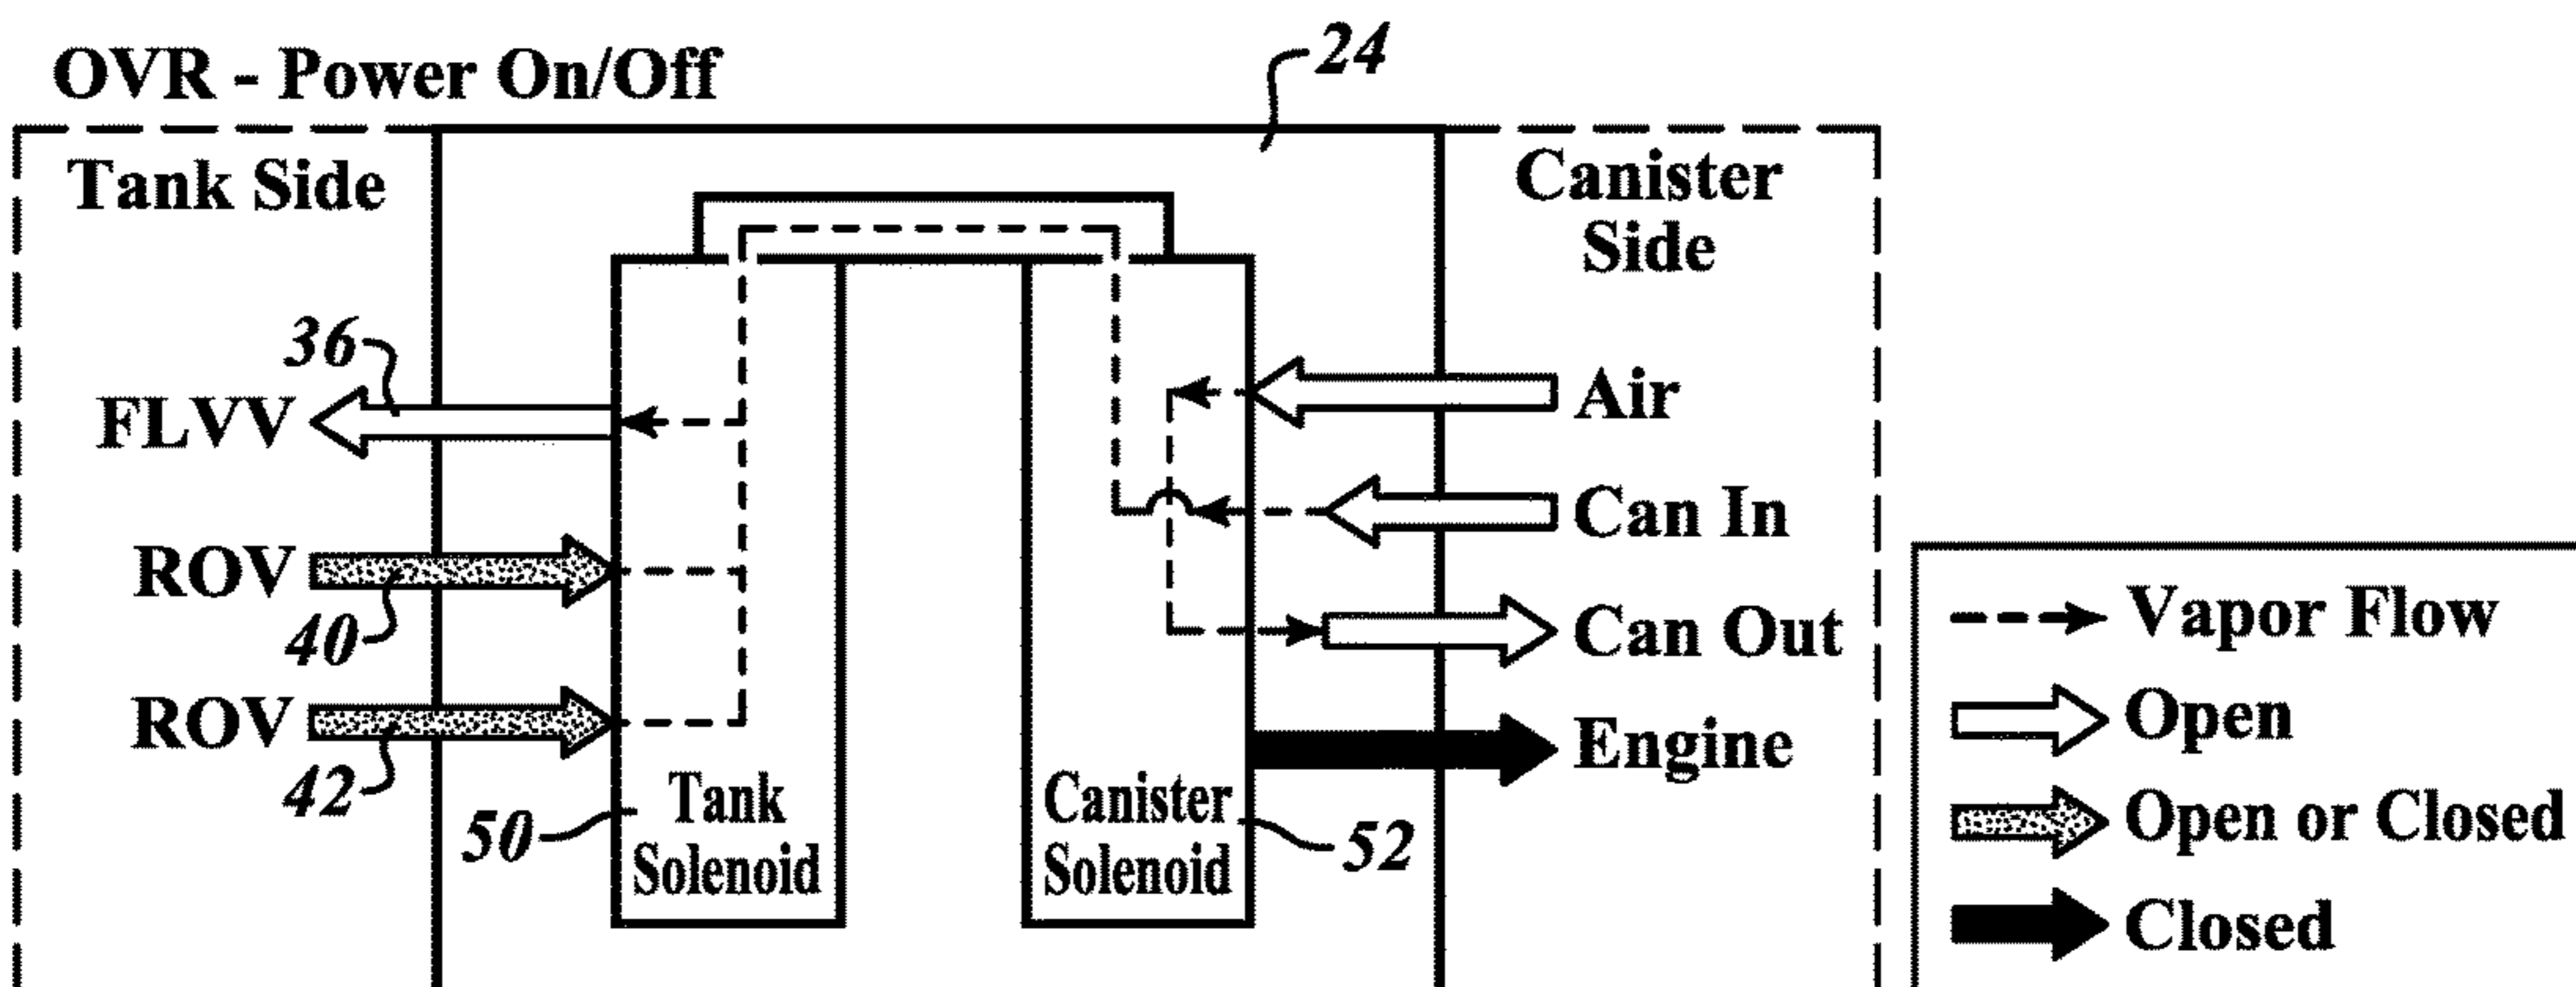 OVR - Power On/Off
24
Tank Side
Canister
Side
36
FLVV
ROV
40
ROV
42
50
Tank
Solenoid
Canister
Solenoid
52
Air
Can In
Can Out
Engine
Vapor Flow
Open
Open or Closed
Closed